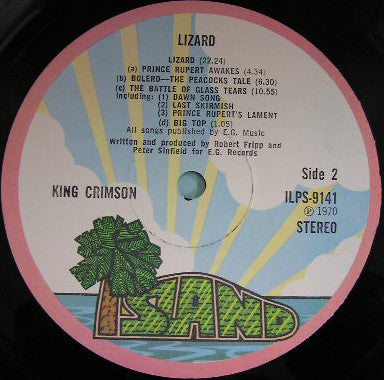 LIZARD
LIZARD (22.24)
(a) PRINCE RUPERT AWAKES (4.34)
(b) BOLERO—THE PEACOCKS TALE (6.30)
(c) THE BATTLE OF GLASS TEARS (10.55)
Including: (1) DAWN SONG
(2) LAST SKIRMISH
(3) PRINCE RUPERT'S LAMENT
(d) BIG TOP (1.05)
All songs published by E.G. Music
Written and produced by Robert Fripp and
Peter Sinfield for E.G. Records
KING CRIMSON
Side 2
ILPS-9141
℗ 1970
STEREO
ISLAND